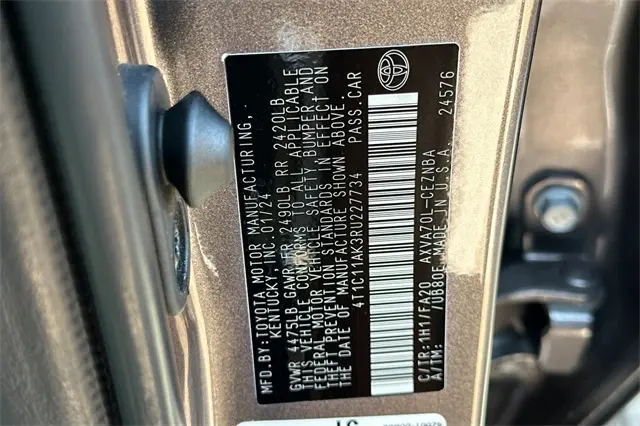 MFD.BY:TOYOTA MOTOR MANUFACTURING,
KENTUCKY, INC. 01/24
GVWR 4475LB GAWR FR 2490LB RR 2420LB
THIS VEHICLE CONFORMS TO ALL APPLICABLE
FEDERAL MOTOR VEHICLE SAFETY, BUMPER AND
THEFT PREVENTION STANDARDS IN EFFECT ON
THE DATE OF MANUFACTURE SHOWN ABOVE.
4T1C11AK3RU227734 PASS.CAR
C/TR:1H1/FA20 AXVA70L-CEZNBA
A/TM: /UB80E MADE IN U.S.A. 24576